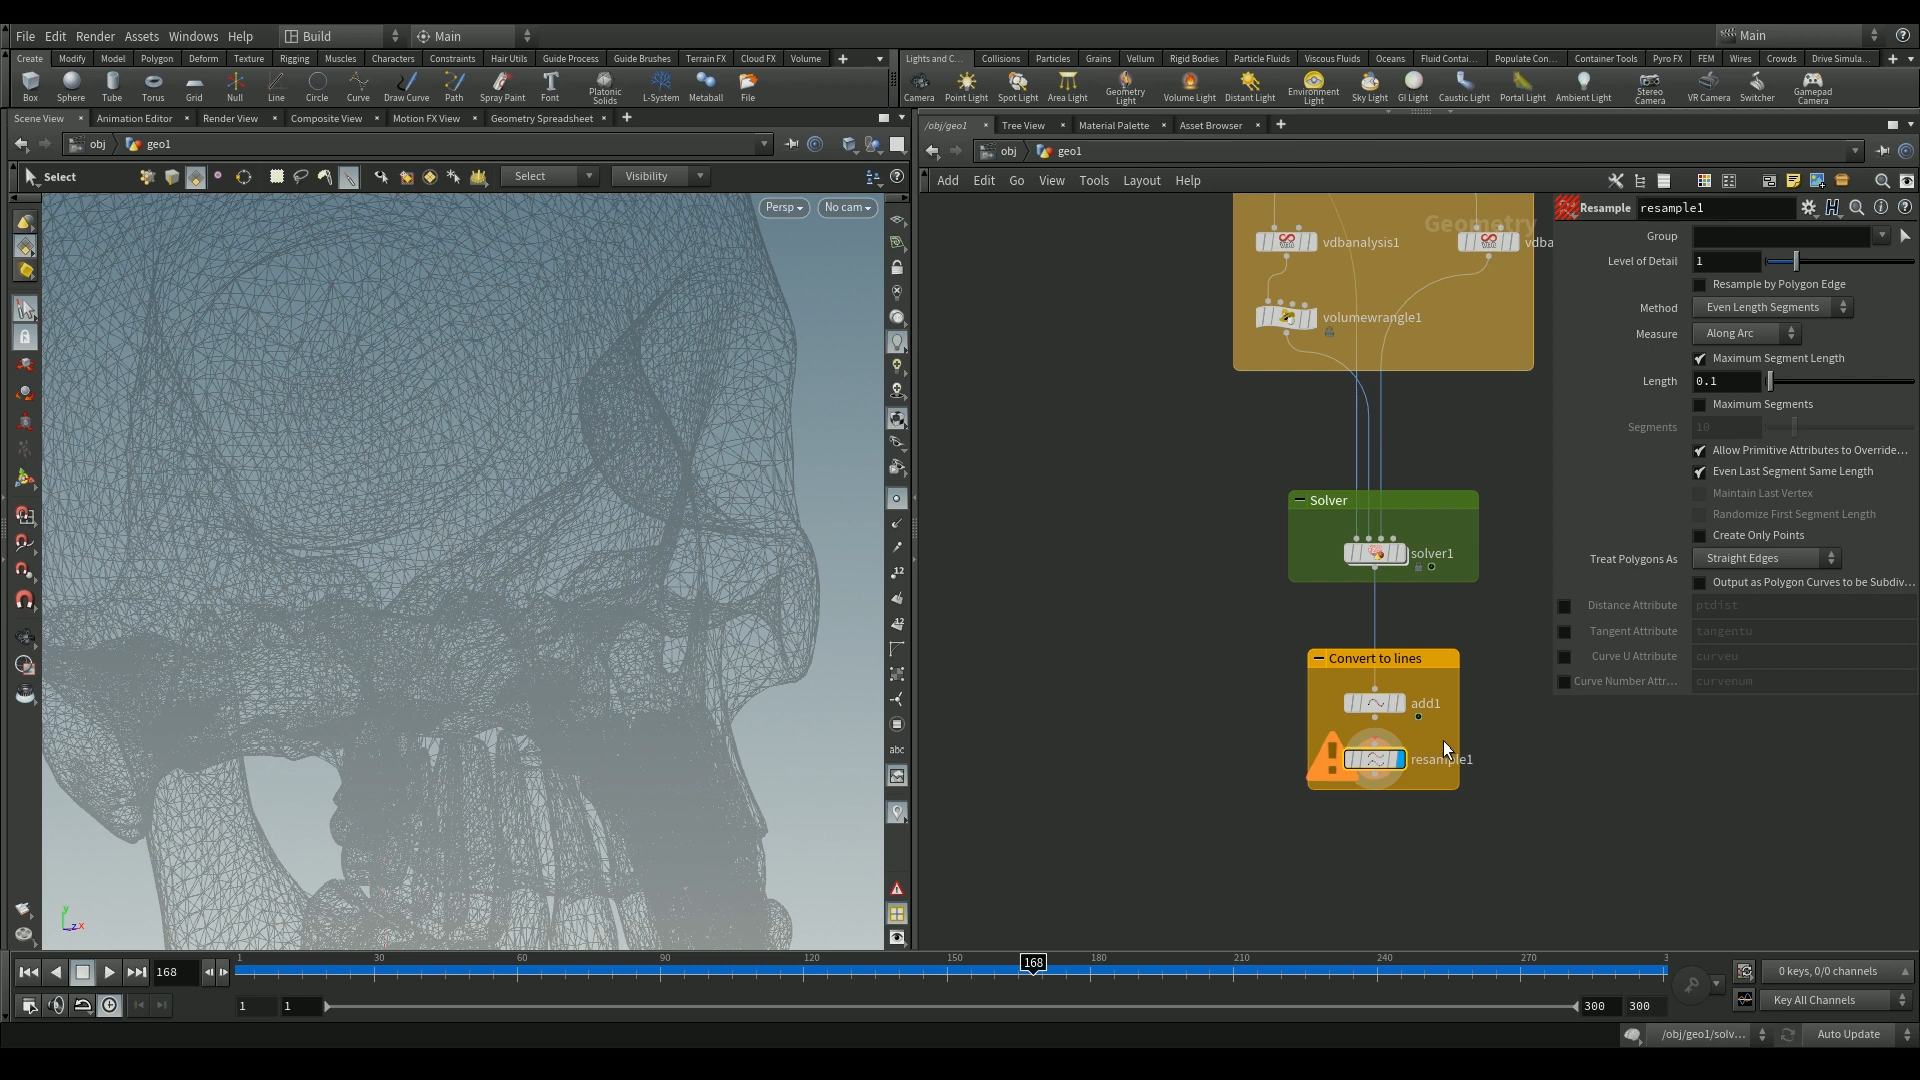 File Edit Render Assets Windows Help Build Main Main
Create Modify Model Polygon Deform Texture Rigging Muscles Characters Constraints Hair Utils Guide Process Guide Brushes Terrain FX Cloud FX Volume
Lights and C... Collisions Particles Grains Vellum Rigid Bodies Particle Fluids Viscous Fluids Oceans Fluid Contai... Populate Con... Container Tools Pyro FX FEM Wires Crowds Drive Simula...
Box Sphere Tube Torus Grid Null Line Circle Curve Draw Curve Path Spray Paint Font Platonic Solids L-System Metaball File
Camera Point Light Spot Light Area Light Geometry Light Volume Light Distant Light Environment Light Sky Light GI Light Caustic Light Portal Light Ambient Light Stereo Camera VR Camera Switcher Gamepad Camera
Scene View Animation Editor Render View Composite View Motion FX View Geometry Spreadsheet
/obj/geo1 Tree View Material Palette Asset Browser
obj geo1
obj geo1
Select Select Visibility
Add Edit Go View Tools Layout Help
Persp No cam
Geometry
vdbanalysis1
vdba
volumewrangle1
Solver
solver1
Convert to lines
add1
resample1
Resample resample1
Group
Level of Detail 1
Resample by Polygon Edge
Method Even Length Segments
Measure Along Arc
Maximum Segment Length
Length 0.1
Maximum Segments
Segments 10
Allow Primitive Attributes to Override...
Even Last Segment Same Length
Maintain Last Vertex
Randomize First Segment Length
Create Only Points
Treat Polygons As Straight Edges
Output as Polygon Curves to be Subdiv...
Distance Attribute ptdist
Tangent Attribute tangentu
Curve U Attribute curveu
Curve Number Attr... curvenum
12
12
abc
y
z x
168
1 30 60 90 120 150 168 180 210 240 270 3
0 keys, 0/0 channels
1 1 300 300
Key All Channels
/obj/geo1/solv... Auto Update